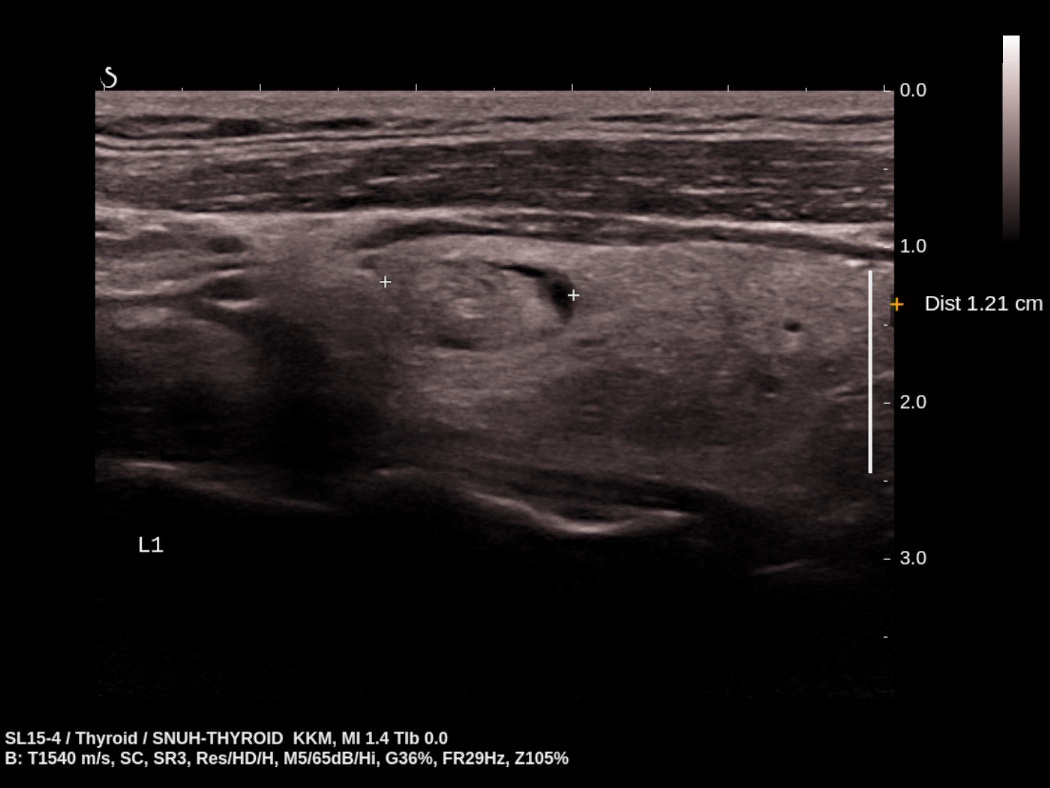 S
0.0
1.0
Dist 1.21 cm
2.0
L1
3.0
SL15-4 / Thyroid / SNUH-THYROID KKM, MI 1.4 TIb 0.0
B: T1540 m/s, SC, SR3, Res/HD/H, M5/65dB/Hi, G36%, FR29Hz, Z105%